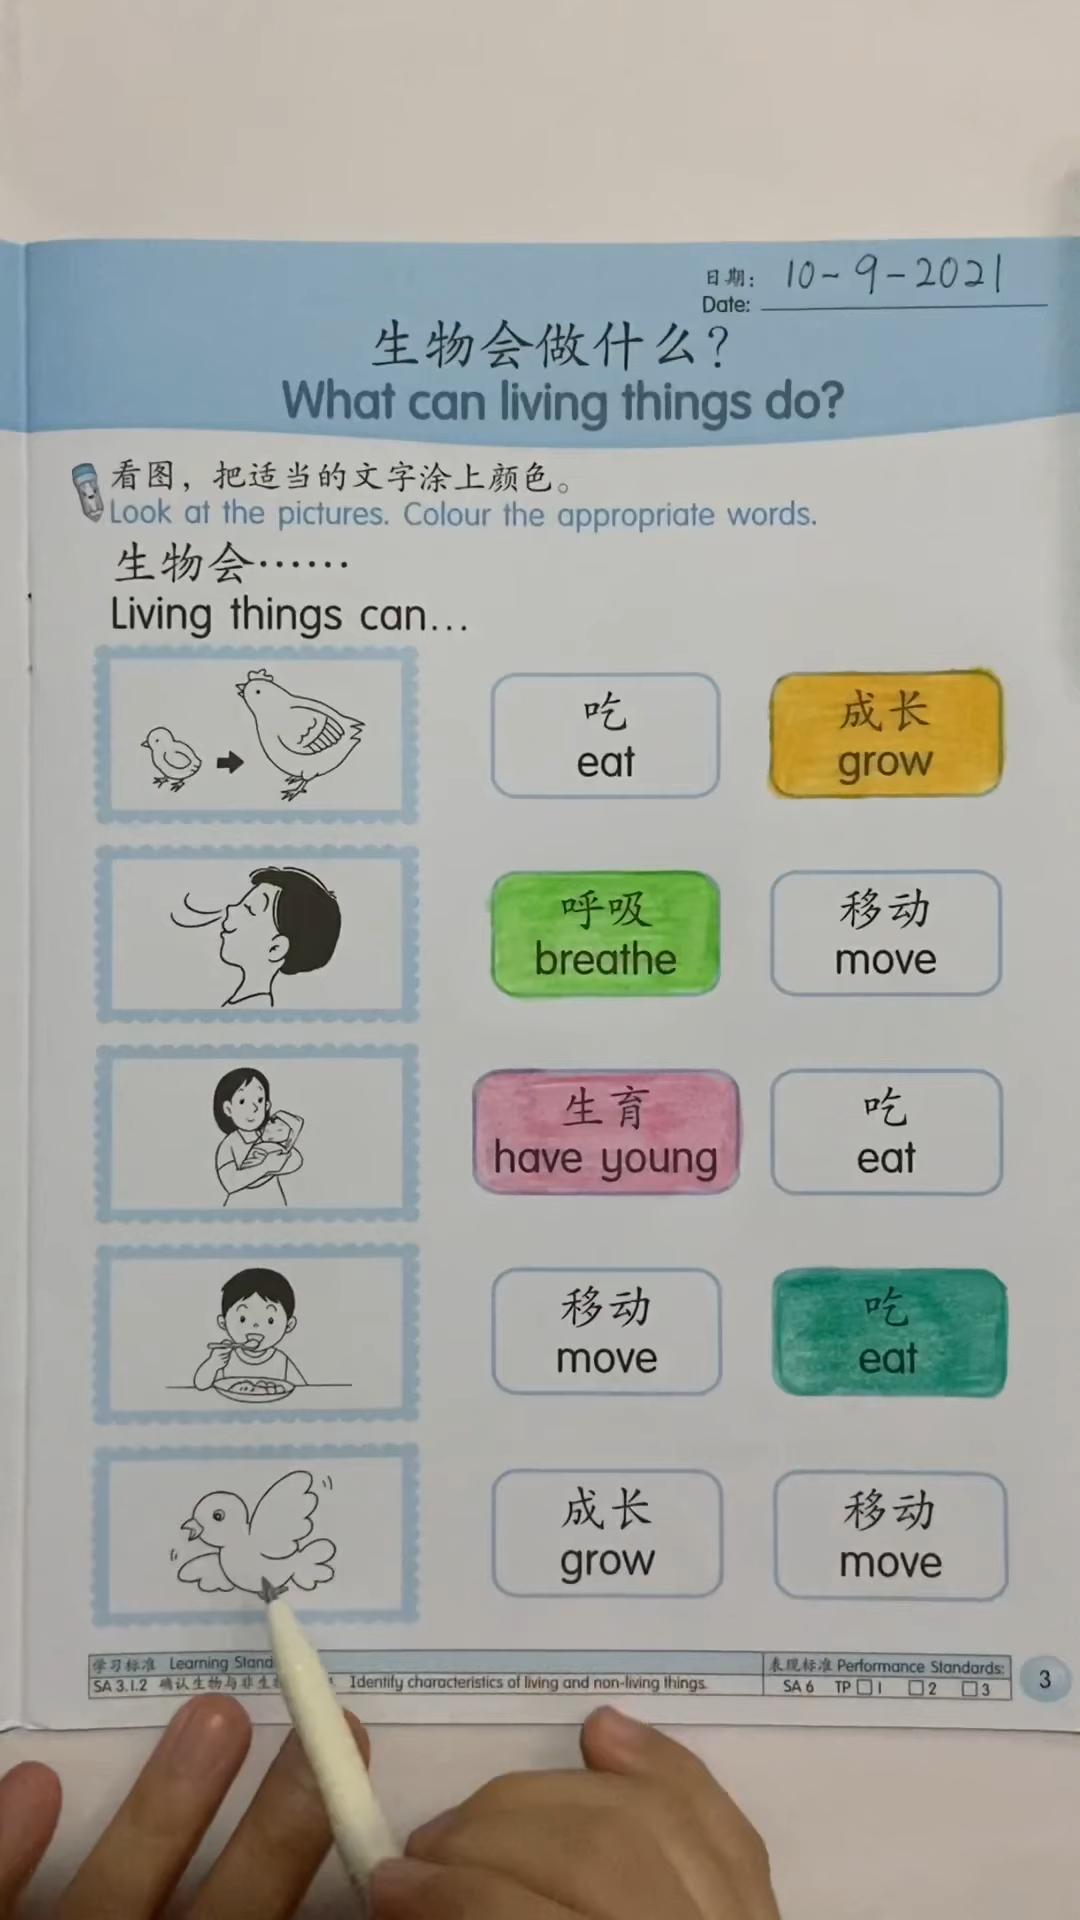 日期:
Date: 10-9-2021
生物会做什么?
What can living things do?
看图，把适当的文字涂上颜色。
Look at the pictures. Colour the appropriate words.
生物会……
Living things can...
吃
eat
成长
grow
呼吸
breathe
移动
move
生育
have young
吃
eat
移动
move
吃
eat
成长
grow
移动
move
学习标准 Learning
SA 3.1.2 确认生物与非生 Identify characteristics of living and non-living things.
表现标准 Performance Standards:
SA 6 TP □1 □2 □3
3